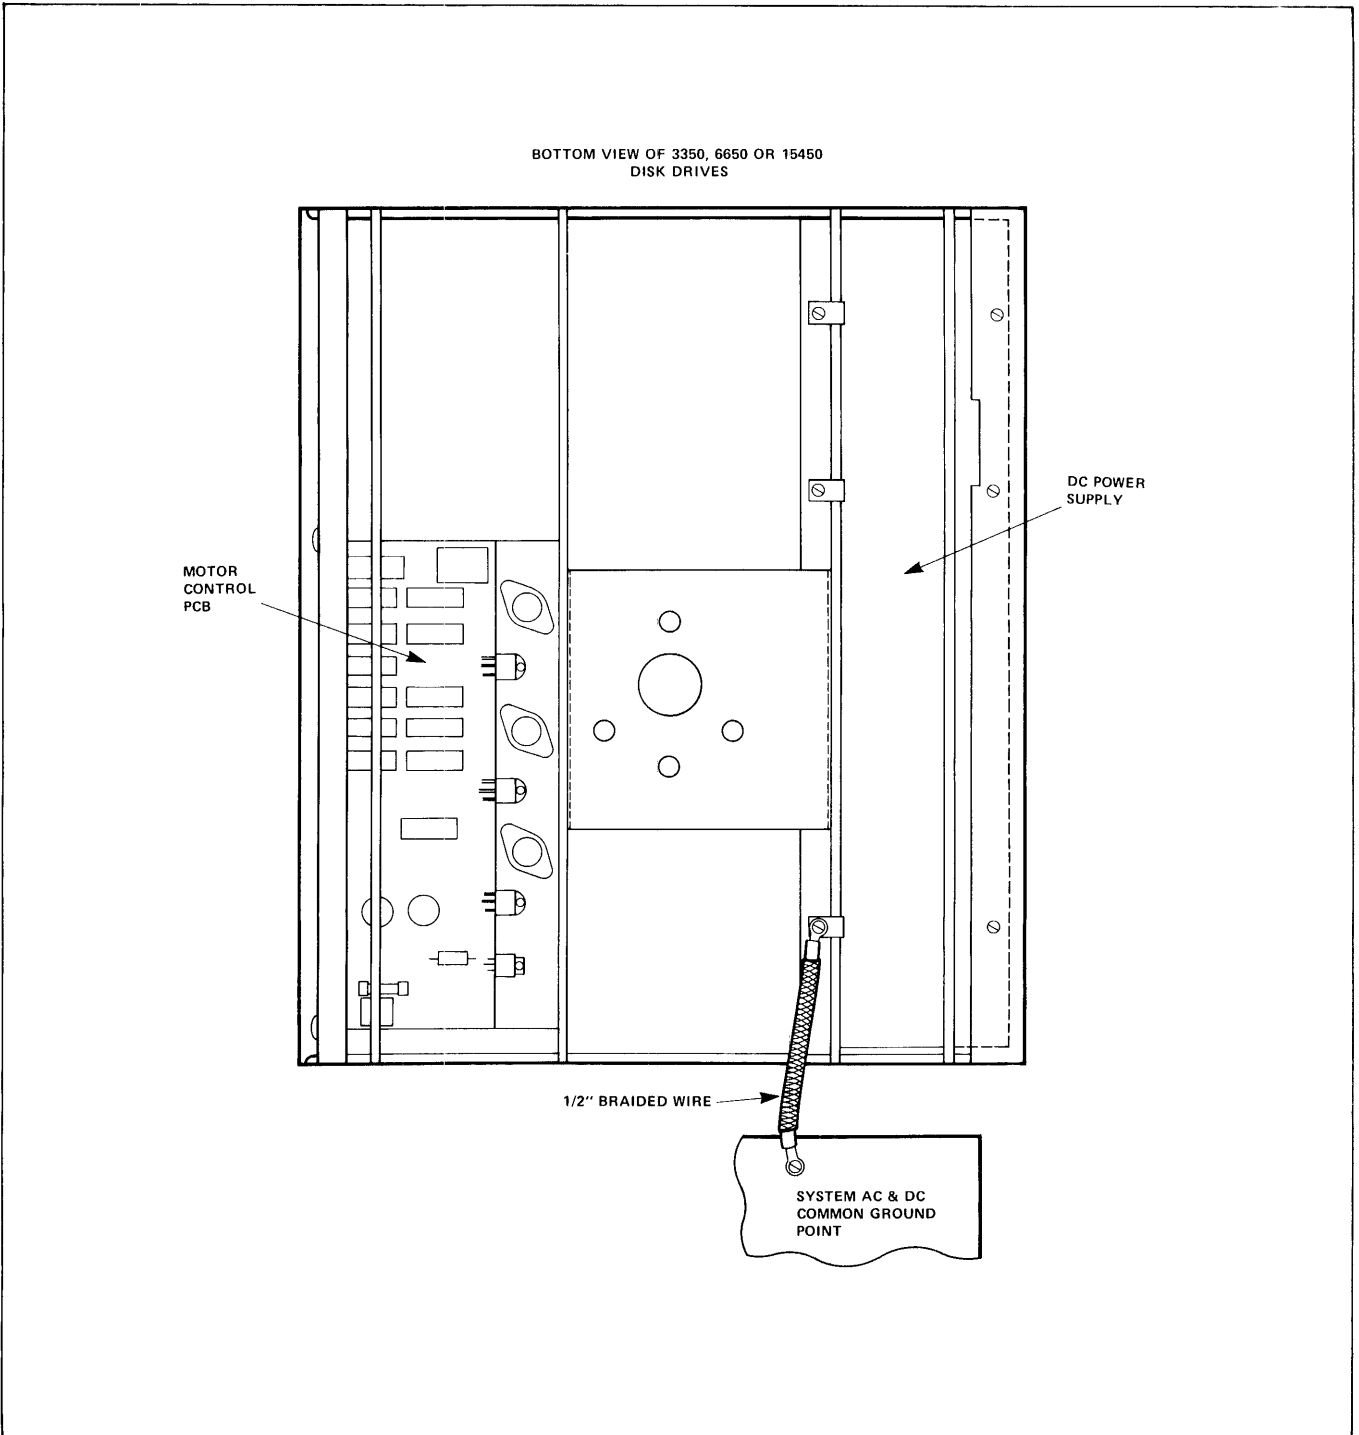 BOTTOM VIEW OF 3350, 6650 OR 15450
DISK DRIVES
DC POWER
SUPPLY
MOTOR
CONTROL
PCB
1/2" BRAIDED WIRE
SYSTEM AC & DC
COMMON GROUND
POINT